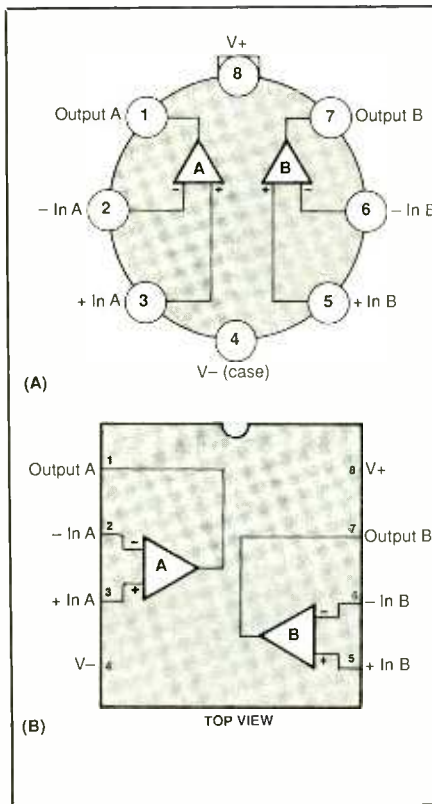 V+
8
Output A 1 7 Output B
A B
− + + −
− In A 2 6 − In B
+ In A 3 5 + In B
4
V− (case)
(A)
1
Output A 8 V+
7
2 Output B
− In A −
A 6 − In B
3 + −
+ In A B
+ 5 + In B
V− 4
TOP VIEW
(B)